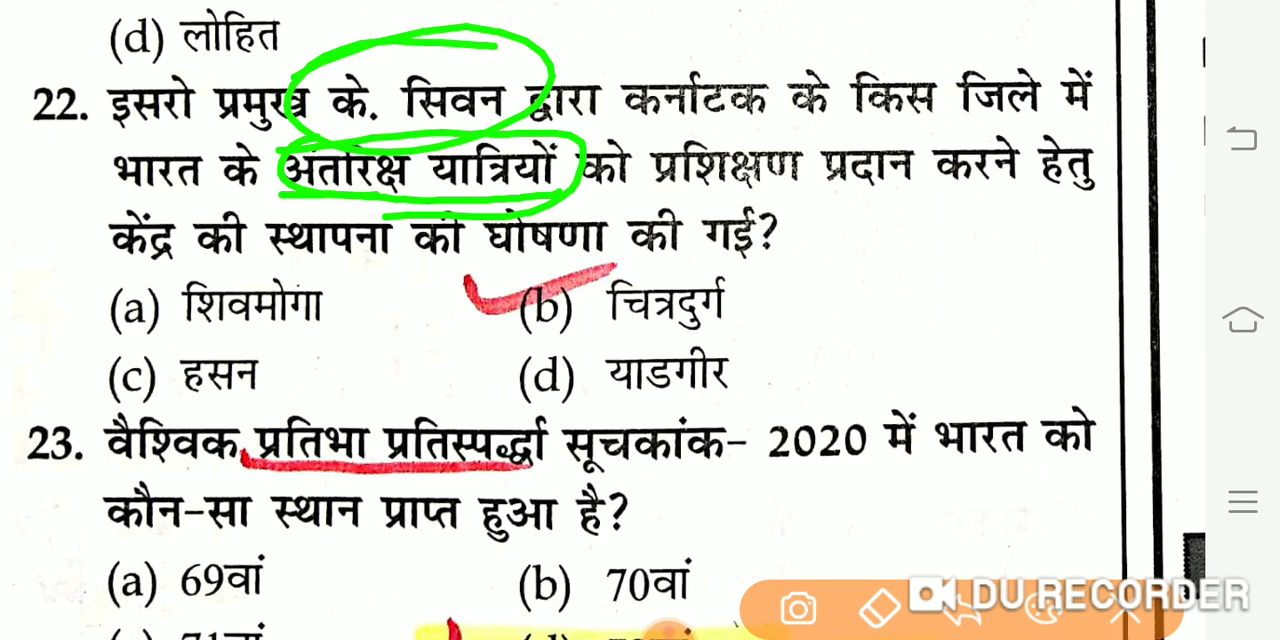 (d) लोहित
22. इसरो प्रमुख के. सिवन द्वारा कर्नाटक के किस जिले में
भारत के अंतरिक्ष यात्रियों को प्रशिक्षण प्रदान करने हेतु
केंद्र की स्थापना की घोषणा की गई?
(a) शिवमोगा (b) चित्रदुर्ग
(c) हसन (d) याडगीर
23. वैश्विक प्रतिभा प्रतिस्पर्द्धा सूचकांक- 2020 में भारत को
कौन-सा स्थान प्राप्त हुआ है?
(a) 69वां (b) 70वां
DU RECORDER